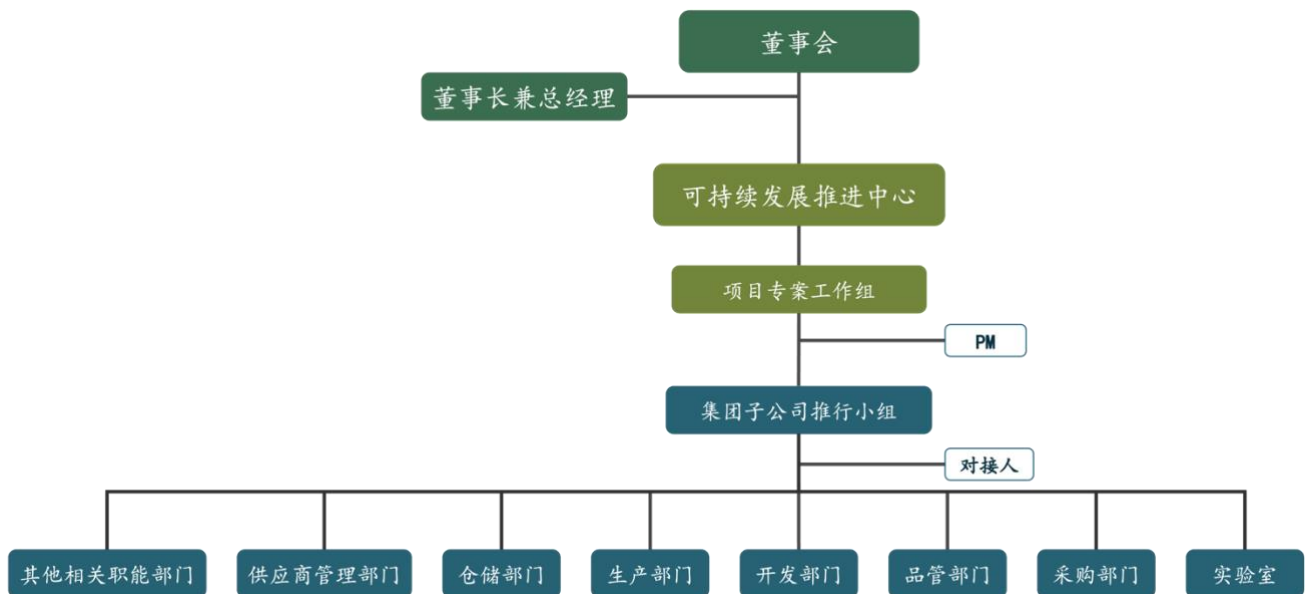 董事会
董事长兼总经理
可持续发展推进中心
项目专案工作组
PM
集团子公司推行小组
对接人
其他相关职能部门
供应商管理部门
仓储部门
生产部门
开发部门
品管部门
采购部门
实验室